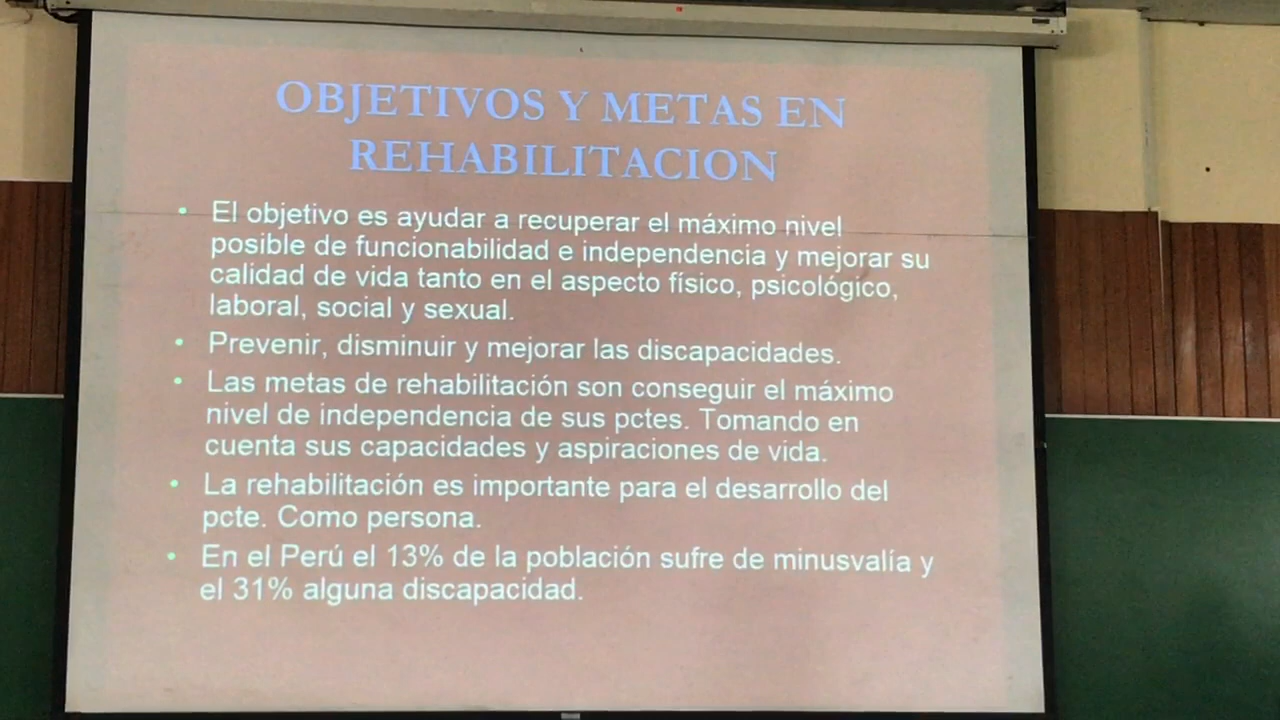 OBJETIVOS Y METAS EN
REHABILITACION
• El objetivo es ayudar a recuperar el máximo nivel
posible de funcionabilidad e independencia y mejorar su
calidad de vida tanto en el aspecto físico, psicológico,
laboral, social y sexual.
• Prevenir, disminuir y mejorar las discapacidades.
• Las metas de rehabilitación son conseguir el máximo
nivel de independencia de sus pctes. Tomando en
cuenta sus capacidades y aspiraciones de vida.
• La rehabilitación es importante para el desarrollo del
pcte. Como persona.
• En el Perú el 13% de la población sufre de minusvalía y
el 31% alguna discapacidad.